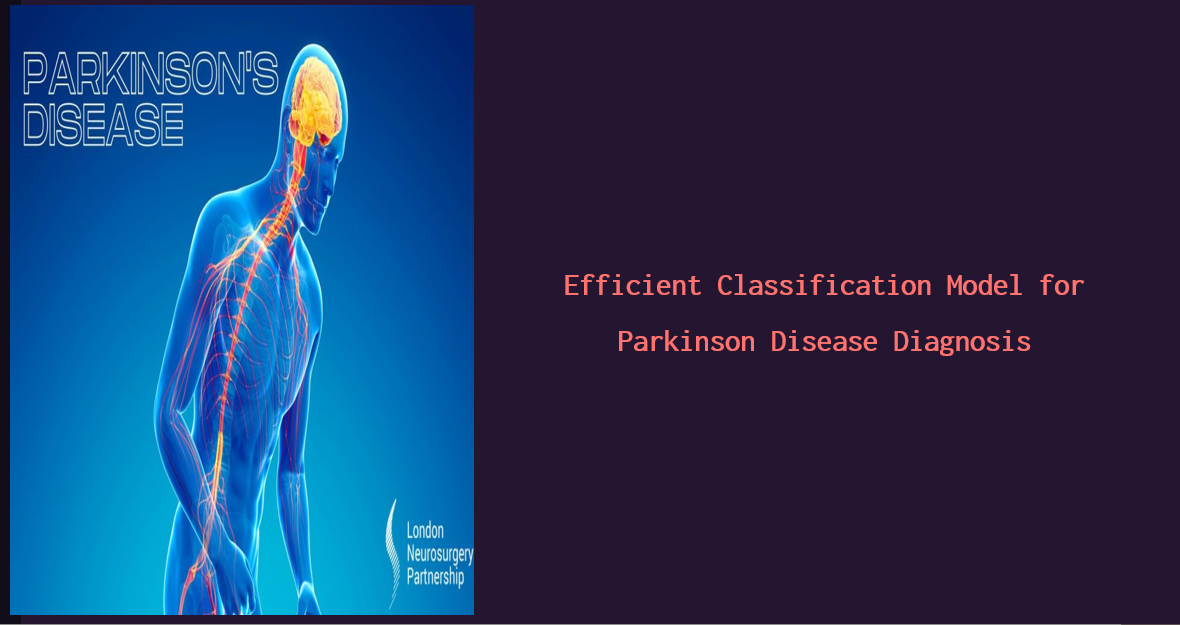 PARKINSON'S
DISEASE
London
Neurosurgery
Partnership
Efficient Classification Model for
Parkinson Disease Diagnosis